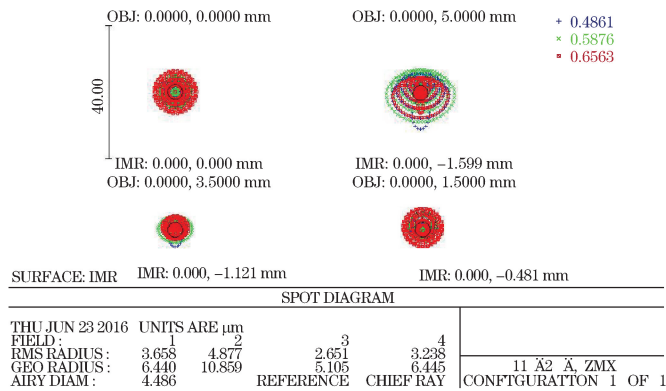 OBJ: 0.0000, 0.0000 mm
OBJ: 0.0000, 5.0000 mm
+ 0.4861
× 0.5876
0.6563
40.00
IMR: 0.000, 0.000 mm
IMR: 0.000, −1.599 mm
OBJ: 0.0000, 3.5000 mm
OBJ: 0.0000, 1.5000 mm
SURFACE: IMR
IMR: 0.000, −1.121 mm
IMR: 0.000, −0.481 mm
SPOT DIAGRAM
THU JUN 23 2016 UNITS ARE μm
FIELD : 1 2 3 4
RMS RADIUS : 3.658 4.877 2.651 3.238
GEO RADIUS : 6.440 10.859 5.105 6.445
AIRY DIAM : 4.486 REFERENCE CHIEF RAY
11 Ä2 Ä, ZMX
CONFTGURATION 1 OF 1